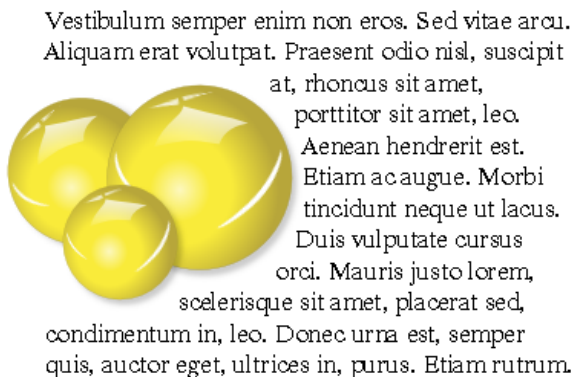 Vestibulum semper enim non eros. Sed vitae arcu.
Aliquam erat volutpat. Praesent odio nisl, suscipit
at, rhoncus sit amet,
porttitor sit amet, leo.
Aenean hendrerit est.
Etiam ac augue. Morbi
tincidunt neque ut lacus.
Duis vulputate cursus
orci. Mauris justo lorem,
scelerisque sit amet, placerat sed,
condimentum in, leo. Donec urna est, semper
quis, auctor eget, ultrices in, purus. Etiam rutrum.